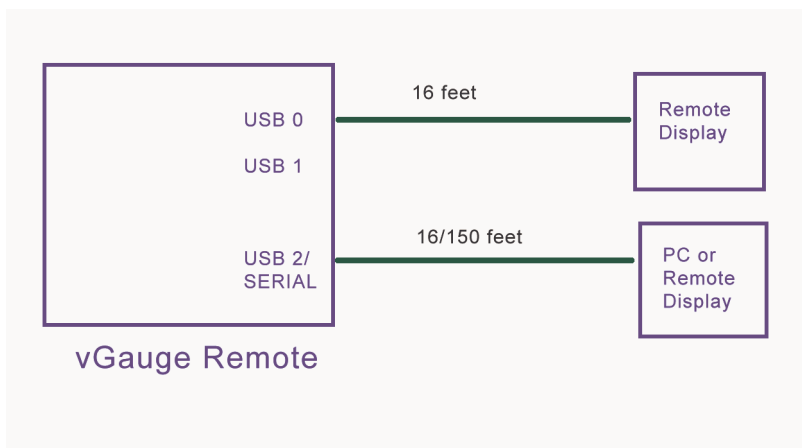 16 feet
USB 0
Remote
Display
USB 1
16/150 feet
USB 2/
SERIAL
PC or
Remote
Display
vGauge Remote